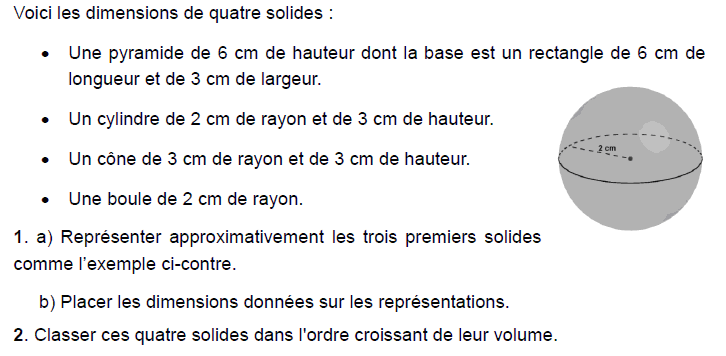 Voici les dimensions de quatre solides :
• Une pyramide de 6 cm de hauteur dont la base est un rectangle de 6 cm de
longueur et de 3 cm de largeur.
• Un cylindre de 2 cm de rayon et de 3 cm de hauteur.
• Un cône de 3 cm de rayon et de 3 cm de hauteur.
2 cm
• Une boule de 2 cm de rayon.
1. a) Représenter approximativement les trois premiers solides
comme l'exemple ci-contre.
b) Placer les dimensions données sur les représentations.
2. Classer ces quatre solides dans l'ordre croissant de leur volume.